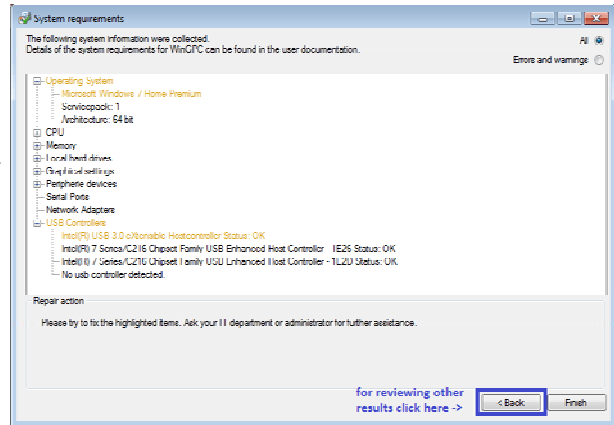 System requirements
The following system information were collected.
Details of the system requirements for WinGPC can be found in the user documentation.
All
Errors and warnings
Operating System
Microsoft Windows 7 Home Premium
Servicepack: 1
Architecture: 64 bit
CPU
Memory
Local hard drives
Graphical settings
Peripherie devices
Serial Ports
Network Adapters
USB Controllers
Intel(R) USB 3.0 eXtensible Hostcontroller Status: OK
Intel(R) 7 Series/C216 Chipset Family USB Enhanced Host Controller - 1E26 Status: OK
Intel(R) 7 Series/C216 Chipset Family USB Enhanced Host Controller - 1E2D Status: OK
No usb controller detected.
Repair action
Please try to fix the highlighted items. Ask your IT department or administrator for further assistance.
for reviewing other
results click here ->
< Back
Finish